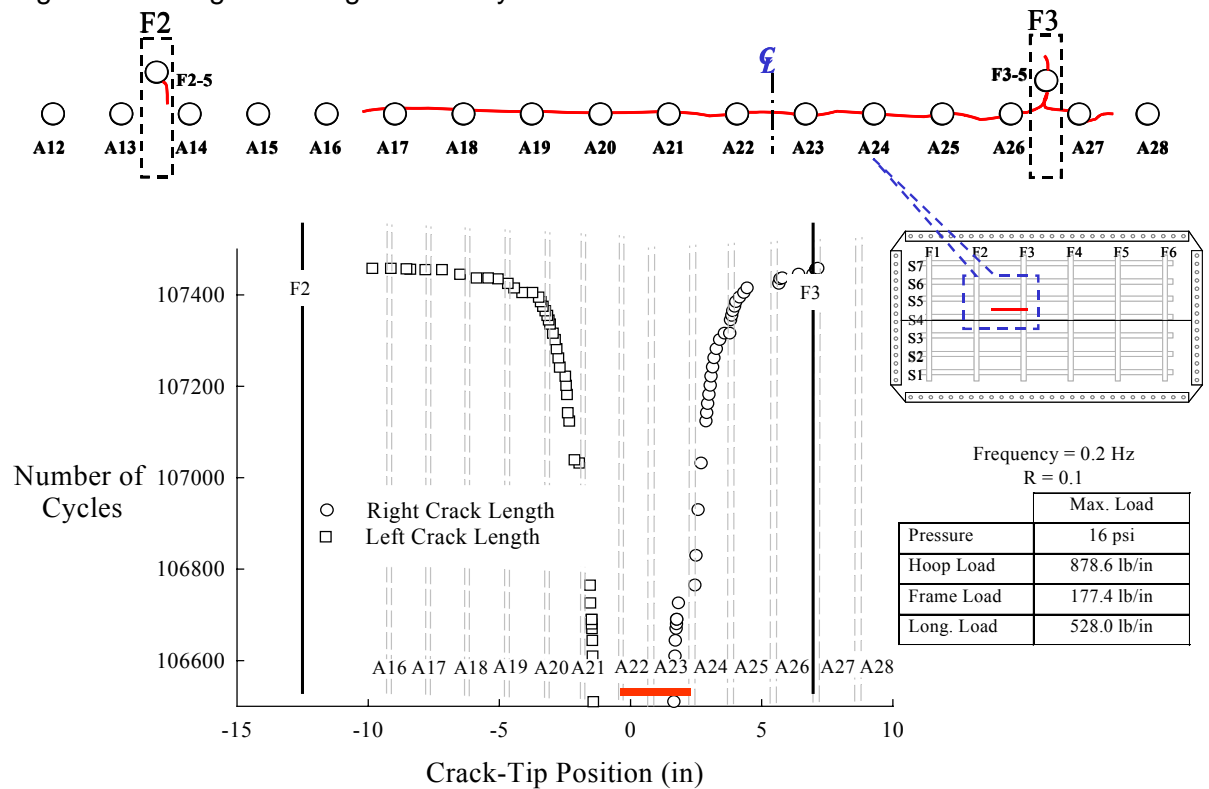 F2
F3
℄
F2-5
F3-5
A12 A13 A14 A15 A16 A17 A18 A19 A20 A21 A22 A23 A24 A25 A26 A27 A28
F1 F2 F3 F4 F5 F6
S7
S6
S5
S4
S3
S2
S1
107400
107200
107000
106800
106600
Number of
Cycles
F2
F3
Right Crack Length
Left Crack Length
A16 A17 A18 A19 A20 A21 A22 A23 A24 A25 A26 A27 A28
-15 -10 -5 0 5 10
Crack-Tip Position (in)
Frequency = 0.2 Hz
R = 0.1
Max. Load
Pressure 16 psi
Hoop Load 878.6 lb/in
Frame Load 177.4 lb/in
Long. Load 528.0 lb/in